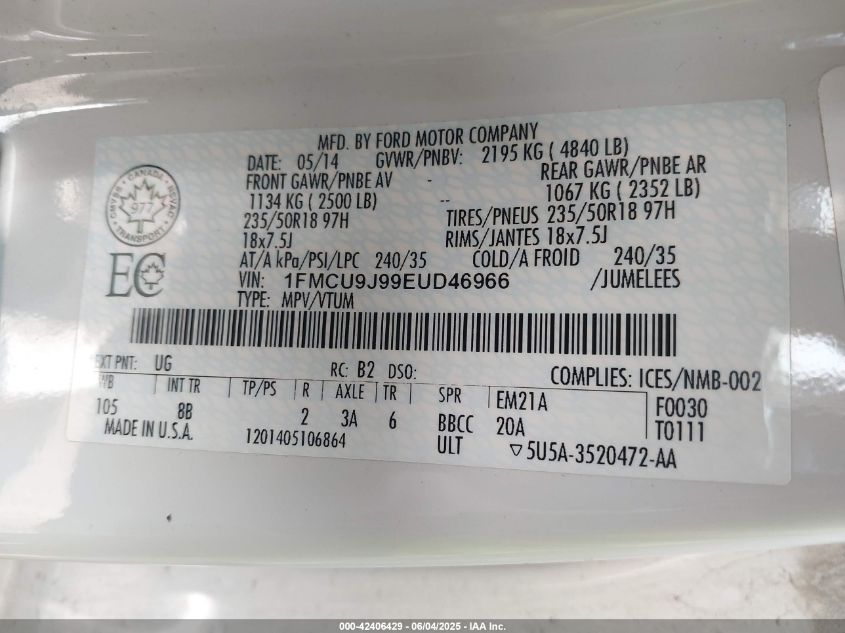 MFD. BY FORD MOTOR COMPANY
DATE: 05/14 GVWR/PNBV: 2195 KG ( 4840 LB)
FRONT GAWR/PNBE AV - REAR GAWR/PNBE AR
1134 KG ( 2500 LB) -- 1067 KG ( 2352 LB)
235/50R18 97H TIRES/PNEUS 235/50R18 97H
18x7.5J RIMS/JANTES 18x7.5J
AT/A kPa/PSI/LPC 240/35 COLD/A FROID 240/35
VIN: 1FMCU9J99EUD46966 /JUMELEES
TYPE: MPV/VTUM
CANADA
977
TRANSPORT
EC
EXT PNT: UG RC: B2 DSO: COMPLIES: ICES/NMB-002
WB INT TR TP/PS R AXLE TR SPR EM21A F0030
105 8B 2 3A 6 BBCC 20A T0111
MADE IN U.S.A. 1201405106864 ULT ▽5U5A-3520472-AA
000-42406429 - 06/04/2025 - IAA Inc.